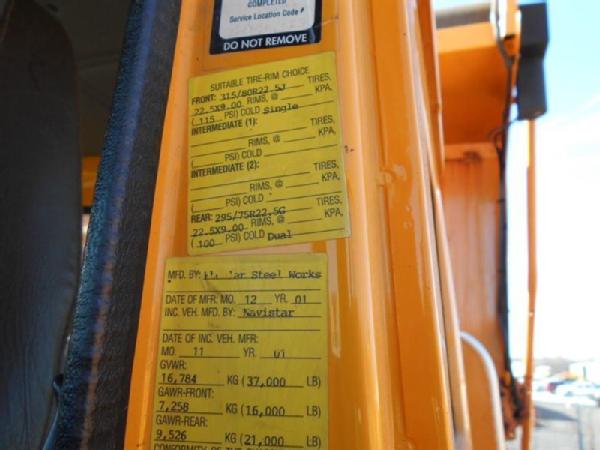 COMPLETED
Service Location Code #
DO NOT REMOVE
SUITABLE TIRE-RIM CHOICE
FRONT: 315/80R22.5J TIRES,
22.5X9.00 RIMS, @ KPA,
( 115 PSI) COLD Single
INTERMEDIATE (1): TIRES,
RIMS, @ KPA,
( PSI) COLD
INTERMEDIATE (2): TIRES,
RIMS, @ KPA,
( PSI) COLD
REAR: 295/75R22.5G TIRES,
22.5X9.00 RIMS, @ KPA,
( 100 PSI) COLD Dual
MFD. BY: Steel Works
DATE OF MFR. MO. 12 YR. 01
INC. VEH. MFD. BY: Navistar
DATE OF INC. VEH. MFR:
MO. 11 YR. 01
GVWR:
16,784 KG (37,000 LB)
GAWR-FRONT:
7,258 KG (16,000 LB)
GAWR-REAR:
9,526 KG (21,000 LB)